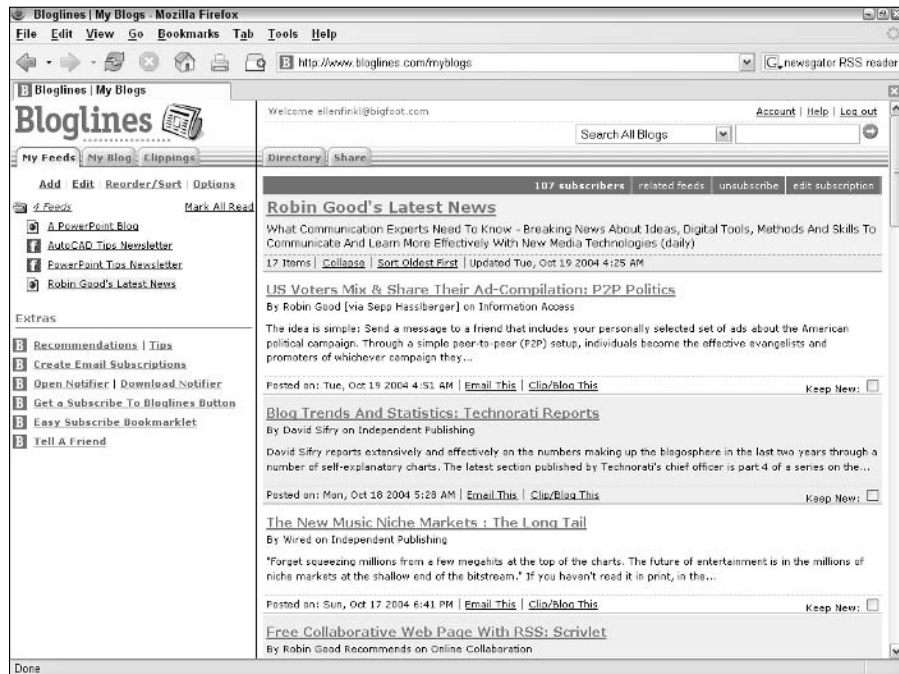 Bloglines | My Blogs - Mozilla Firefox
File Edit View Go Bookmarks Tab Tools Help
B http://www.bloglines.com/myblogs
G newsgator RSS reader
B Bloglines | My Blogs
Bloglines
Welcome ellenfinkl@bigfoot.com
Account | Help | Log out
Search All Blogs
My Feeds My Blog Clippings
Directory Share
Add | Edit | Reorder/Sort | Options
4 Feeds Mark All Read
A PowerPoint Blog
AutoCAD Tips Newsletter
PowerPoint Tips Newsletter
Robin Good's Latest News
Extras
B Recommendations | Tips
B Create Email Subscriptions
B Open Notifier | Download Notifier
B Get a Subscribe To Bloglines Button
B Easy Subscribe Bookmarklet
B Tell A Friend
107 subscribers | related feeds | unsubscribe | edit subscription
Robin Good's Latest News
What Communication Experts Need To Know - Breaking News About Ideas, Digital Tools, Methods And Skills To
Communicate And Learn More Effectively With New Media Technologies (daily)
17 Items | Collapse | Sort Oldest First | Updated Tue, Oct 19 2004 4:25 AM
US Voters Mix & Share Their Ad-Compilation: P2P Politics
By Robin Good [via Sepp Hasslberger] on Information Access
The idea is simple: Send a message to a friend that includes your personally selected set of ads about the American
political campaign. Through a simple peer-to-peer (P2P) setup, individuals become the effective evangelists and
promoters of whichever campaign they...
Posted on: Tue, Oct 19 2004 4:51 AM | Email This | Clip/Blog This Keep New:
Blog Trends And Statistics: Technorati Reports
By David Sifry on Independent Publishing
David Sifry reports extensively and effectively on the numbers making up the blogosphere in the last two years through a
number of self-explanatory charts. The latest section published by Technorati's chief officer is part 4 of a series on the...
Posted on: Mon, Oct 18 2004 5:28 AM | Email This | Clip/Blog This Keep New:
The New Music Niche Markets : The Long Tail
By Wired on Independent Publishing
"Forget squeezing millions from a few megahits at the top of the charts. The future of entertainment is in the millions of
niche markets at the shallow end of the bitstream." If you haven't read it in print, in the...
Posted on: Sun, Oct 17 2004 6:41 PM | Email This | Clip/Blog This Keep New:
Free Collaborative Web Page With RSS: Scrivlet
By Robin Good Recommends on Online Collaboration
Done